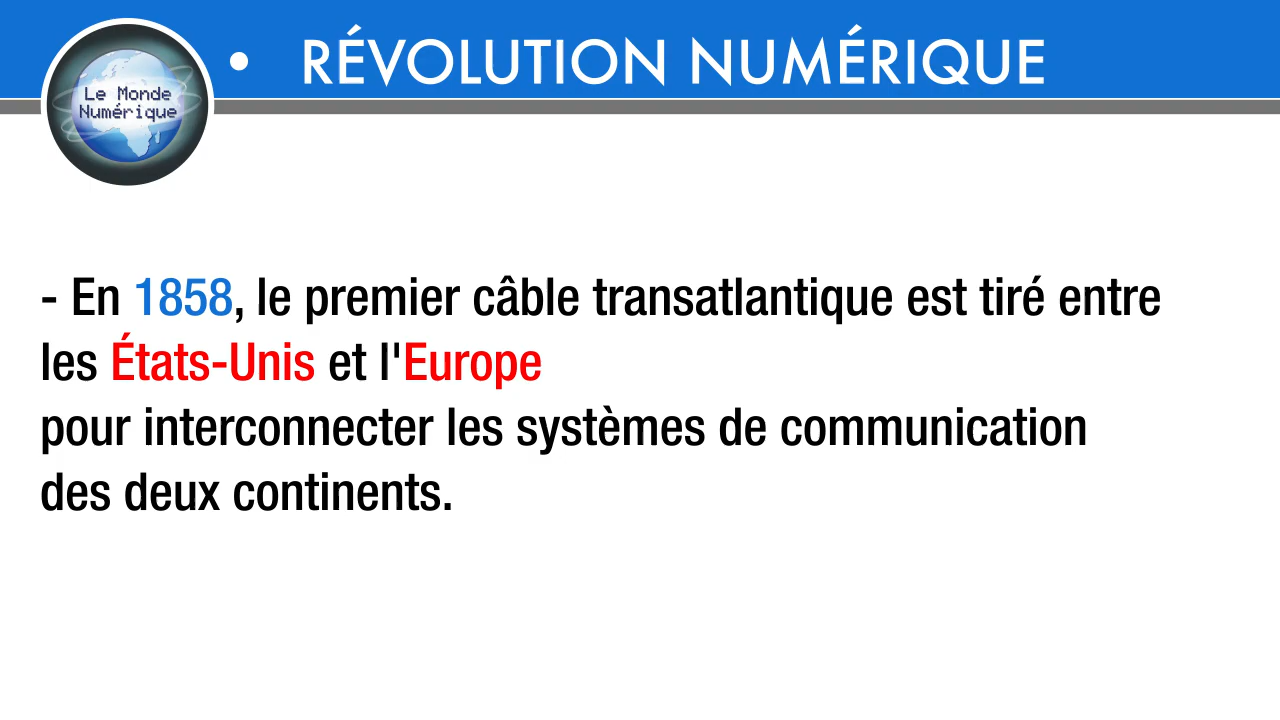 • RÉVOLUTION NUMÉRIQUE
Le Monde
Numérique
- En 1858, le premier câble transatlantique est tiré entre
les États-Unis et l'Europe
pour interconnecter les systèmes de communication
des deux continents.